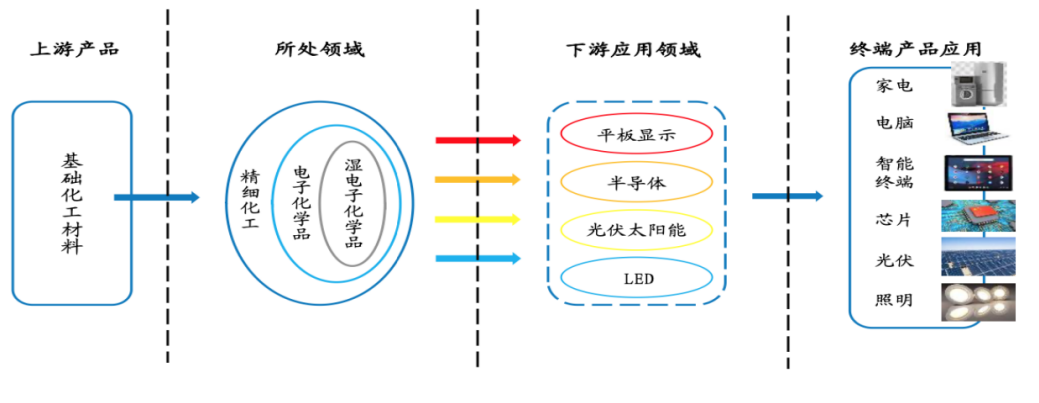 上游产品
所处领域
下游应用领域
终端产品应用
基础化工材料
精细化工
电子化学品
湿电子化学品
平板显示
半导体
光伏太阳能
LED
家电
电脑
智能
终端
芯片
光伏
照明